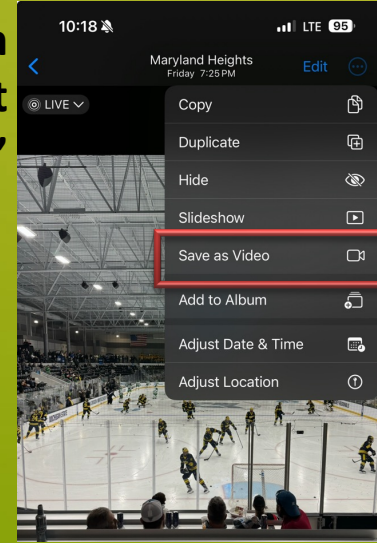 10:18
LTE 95
Maryland Heights
Friday 7:25 PM
Edit
LIVE
Copy
Duplicate
Hide
Slideshow
Save as Video
Add to Album
Adjust Date & Time
Adjust Location